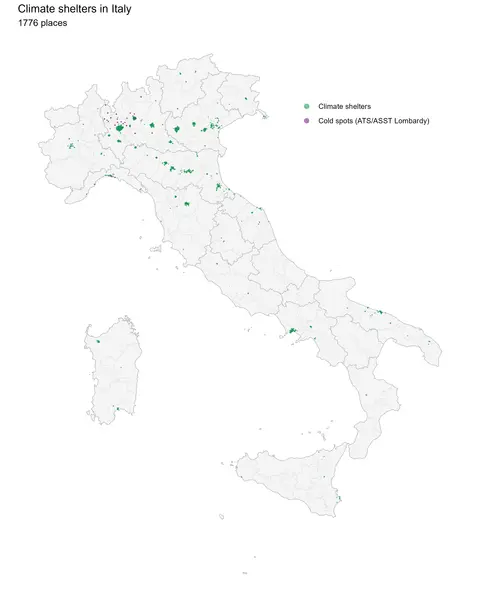 Climate shelters in Italy
1776 places
Climate shelters
Cold spots (ATS/ASST Lombardy)